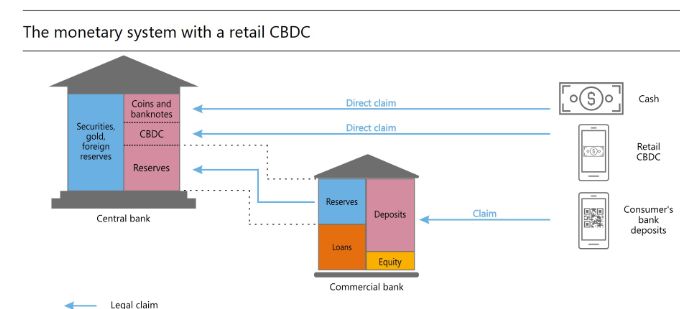 The monetary system with a retail CBDC
Securities,
gold,
foreign
reserves
Coins and
banknotes
CBDC
Reserves
Central bank
Direct claim
Cash
Direct claim
Retail
CBDC
Reserves
Loans
Deposits
Equity
Commercial bank
Claim
Consumer's
bank
deposits
Legal claim